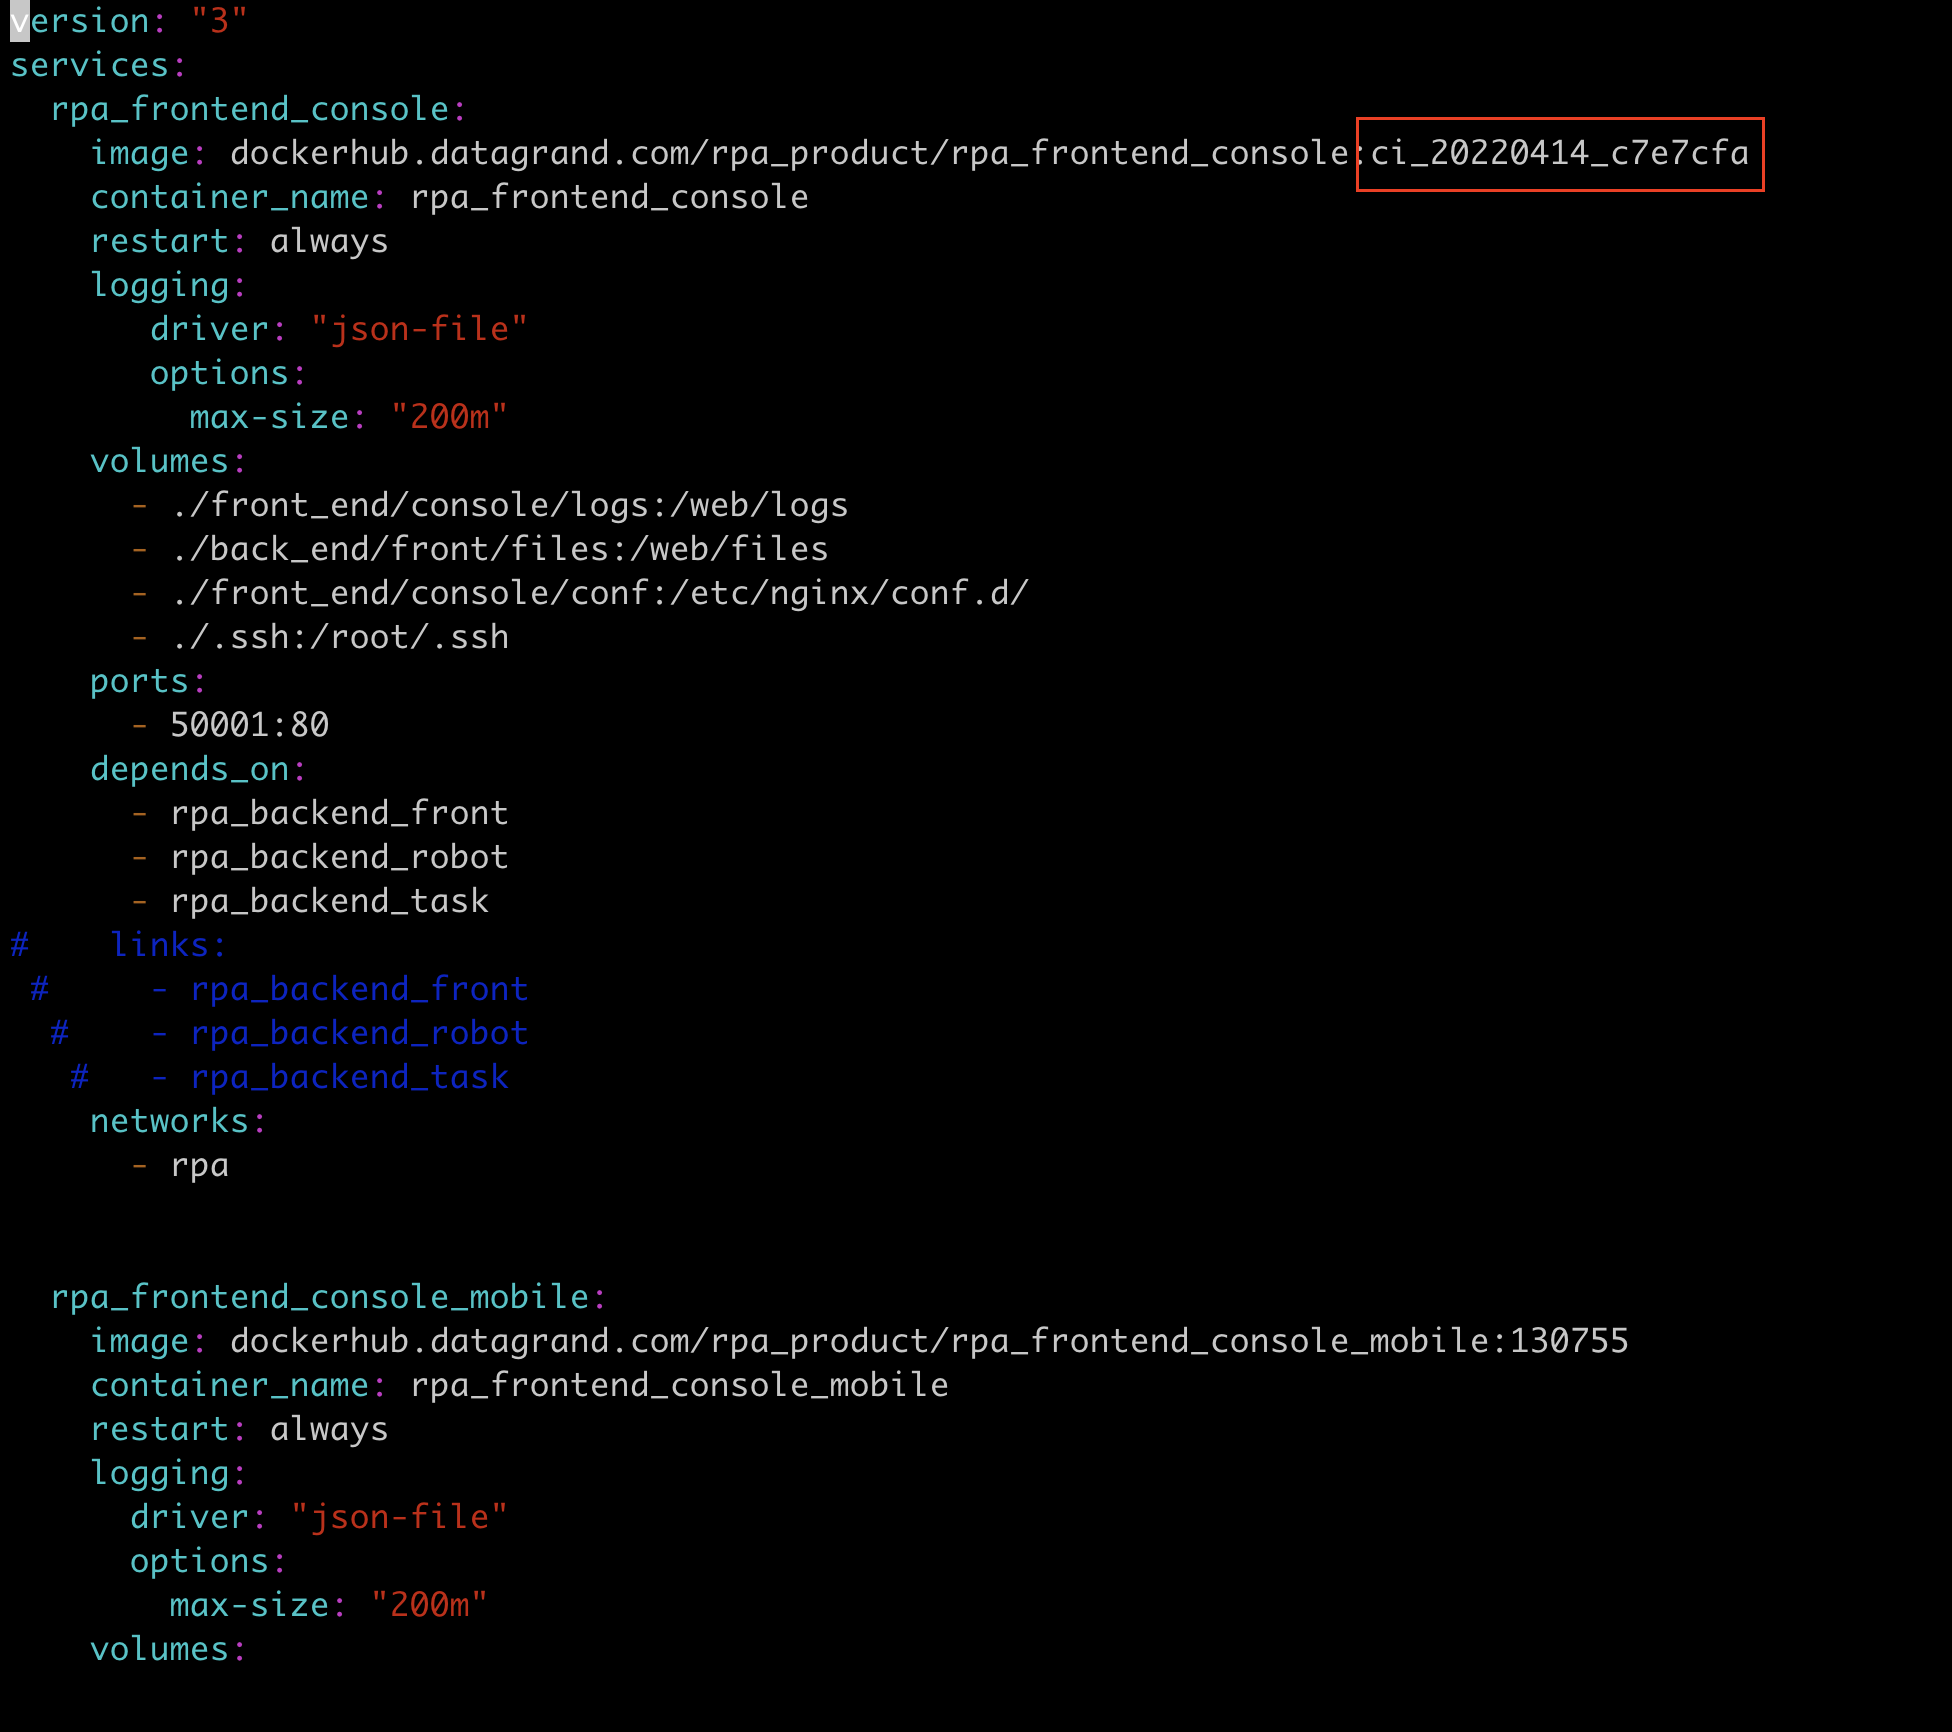 version: "3"
services:
  rpa_frontend_console:
    image: dockerhub.datagrand.com/rpa_product/rpa_frontend_console:ci_20220414_c7e7cfa
    container_name: rpa_frontend_console
    restart: always
    logging:
       driver: "json-file"
       options:
         max-size: "200m"
    volumes:
      - ./front_end/console/logs:/web/logs
      - ./back_end/front/files:/web/files
      - ./front_end/console/conf:/etc/nginx/conf.d/
      - ./.ssh:/root/.ssh
    ports:
      - 50001:80
    depends_on:
      - rpa_backend_front
      - rpa_backend_robot
      - rpa_backend_task
#    links:
 #     - rpa_backend_front
  #    - rpa_backend_robot
   #   - rpa_backend_task
    networks:
      - rpa
  rpa_frontend_console_mobile:
    image: dockerhub.datagrand.com/rpa_product/rpa_frontend_console_mobile:130755
    container_name: rpa_frontend_console_mobile
    restart: always
    logging:
      driver: "json-file"
      options:
        max-size: "200m"
    volumes: